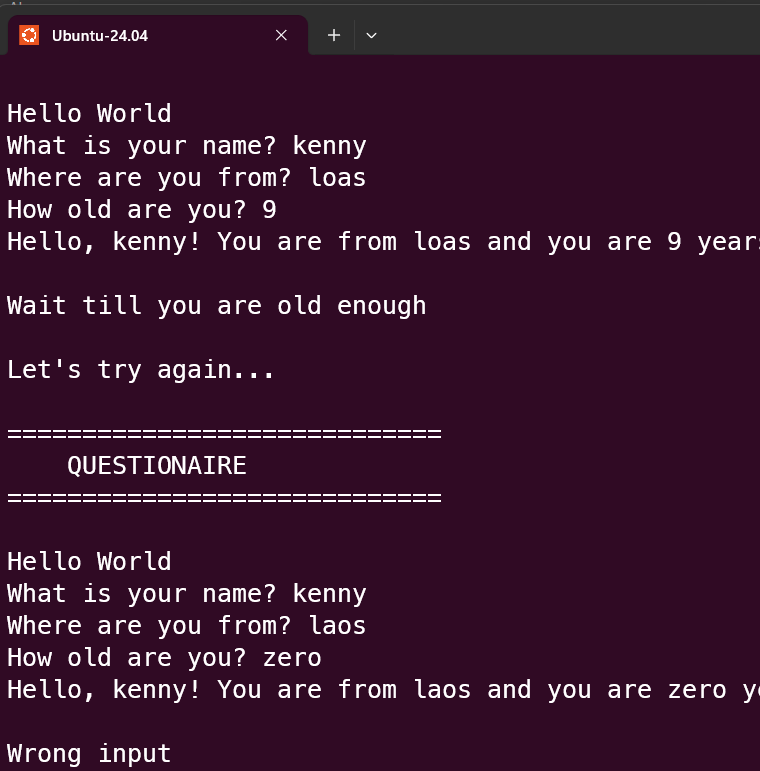 Ubuntu-24.04
Hello World
What is your name? kenny
Where are you from? loas
How old are you? 9
Hello, kenny! You are from loas and you are 9 years
Wait till you are old enough
Let's try again...
=============================
QUESTIONAIRE
=============================
Hello World
What is your name? kenny
Where are you from? laos
How old are you? zero
Hello, kenny! You are from laos and you are zero
Wrong input